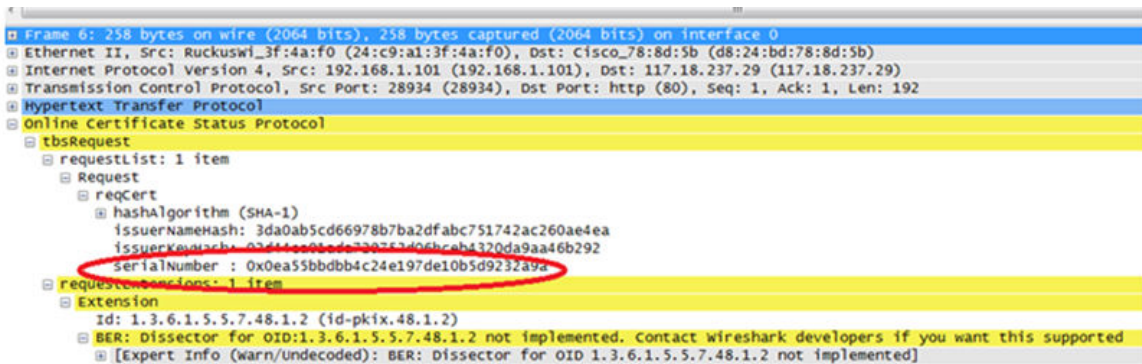 Frame 6: 258 bytes on wire (2064 bits), 258 bytes captured (2064 bits) on interface 0
Ethernet II, Src: RuckusWi_3f:4a:f0 (24:c9:a1:3f:4a:f0), Dst: Cisco_78:8d:5b (d8:24:bd:78:8d:5b)
Internet Protocol Version 4, Src: 192.168.1.101 (192.168.1.101), Dst: 117.18.237.29 (117.18.237.29)
Transmission Control Protocol, Src Port: 28934 (28934), Dst Port: http (80), Seq: 1, Ack: 1, Len: 192
Hypertext Transfer Protocol
Online Certificate Status Protocol
tbsRequest
requestList: 1 item
Request
reqCert
hashAlgorithm (SHA-1)
issuerNameHash: 3da0ab5cd66978b7ba2dfabc751742ac260ae4ea
issuerKeyHash:
serialNumber : 0x0ea55bbdbb4c24e197de10b5d9232a9a
requestExtensions: 1 item
Extension
Id: 1.3.6.1.5.5.7.48.1.2 (id-pkix.48.1.2)
BER: Dissector for OID:1.3.6.1.5.5.7.48.1.2 not implemented. Contact Wireshark developers if you want this supported
[Expert Info (Warn/Undecoded): BER: Dissector for OID 1.3.6.1.5.5.7.48.1.2 not implemented]